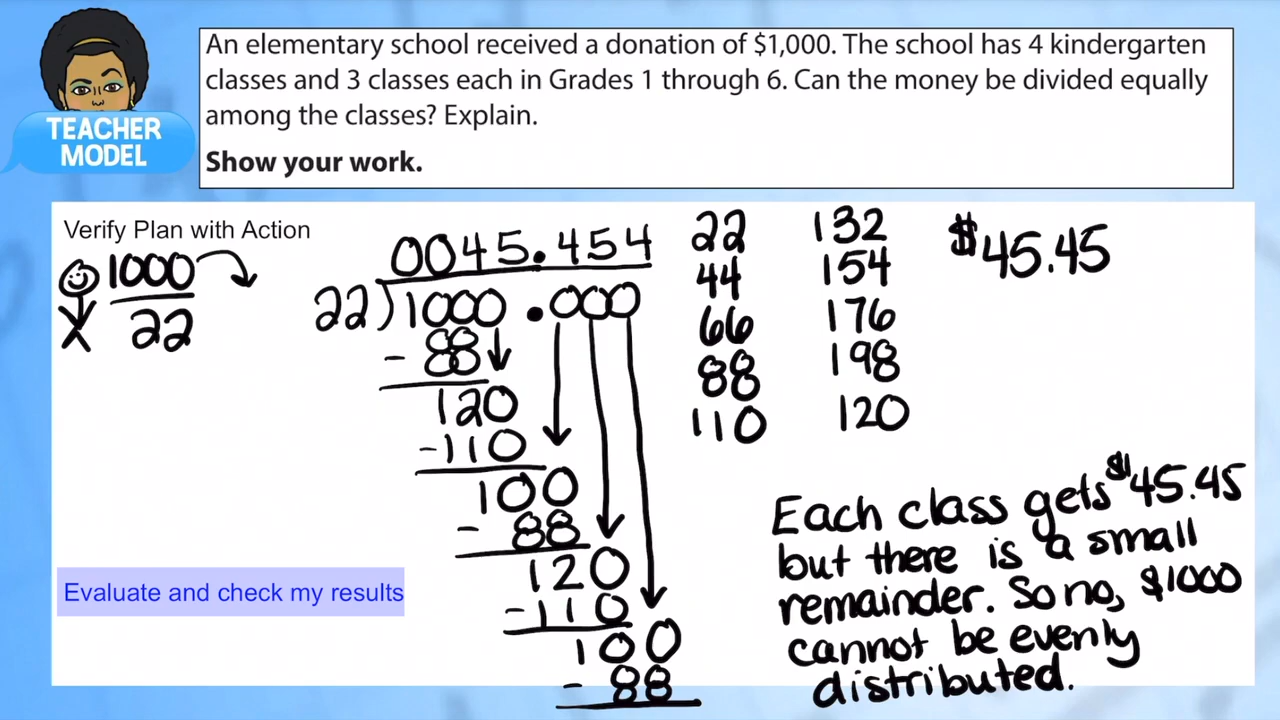 An elementary school received a donation of $1,000. The school has 4 kindergarten
classes and 3 classes each in Grades 1 through 6. Can the money be divided equally
among the classes? Explain.
Show your work.
TEACHER
MODEL
Verify Plan with Action
1000
22
0045.454
22)1000.000
- 88
120
-110
100
- 88
120
-110
100
- 88
22
44
66
88
110
132
154
176
198
120
$45.45
Each class gets $45.45
but there is a small
remainder. So no, $1000
cannot be evenly
distributed.
Evaluate and check my results